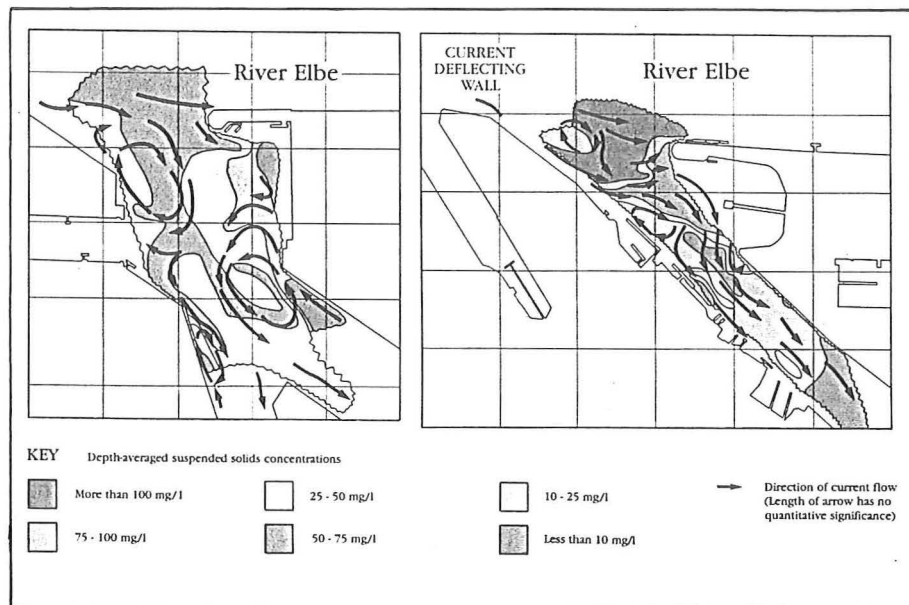 River Elbe
CURRENT
DEFLECTING
WALL
River Elbe
KEY Depth-averaged suspended solids concentrations
More than 100 mg/l
25 - 50 mg/l
10 - 25 mg/l
Direction of current flow
(Length of arrow has no
quantitative significance)
75 - 100 mg/l
50 - 75 mg/l
Less than 10 mg/l